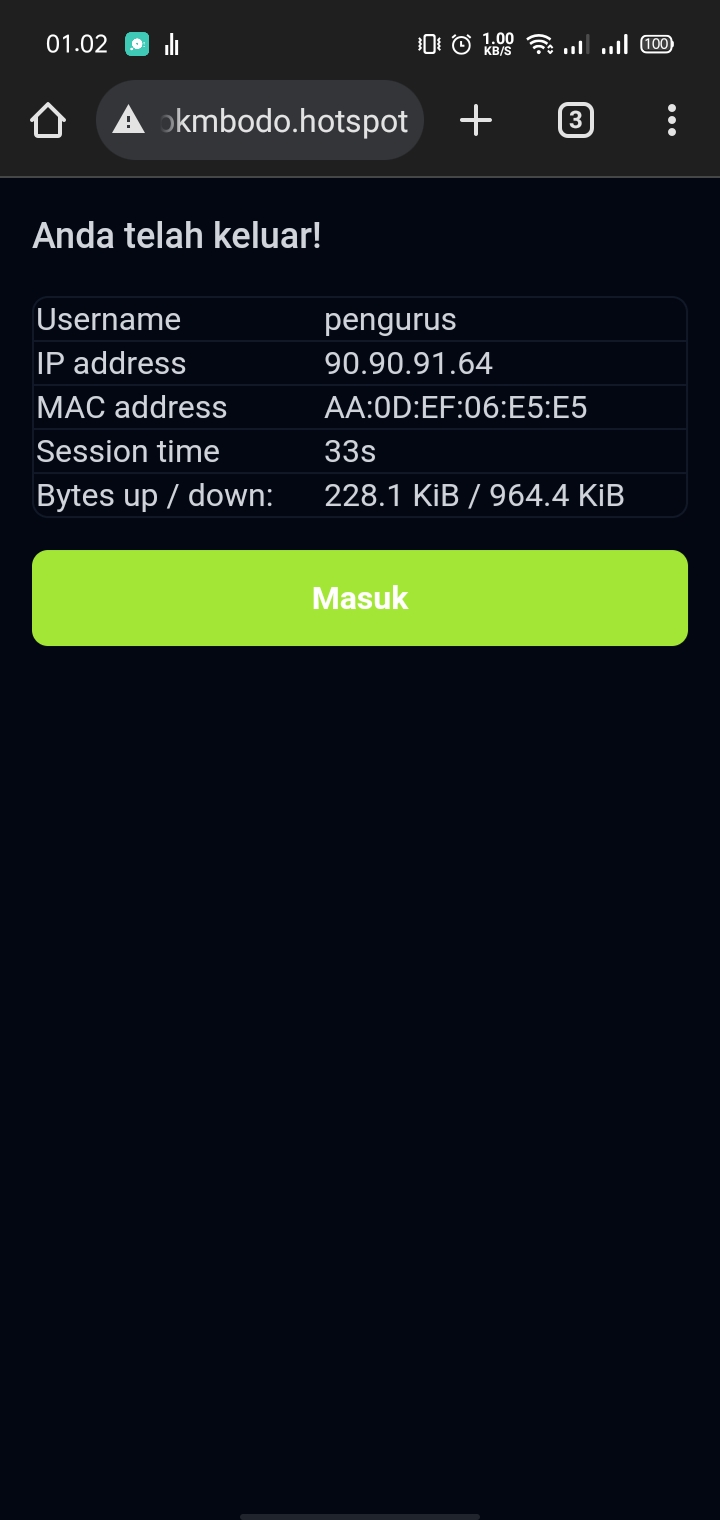 01.02 1.00 KB/S 100
kmbodo.hotspot 3
Anda telah keluar!
Username pengurus
IP address 90.90.91.64
MAC address AA:0D:EF:06:E5:E5
Session time 33s
Bytes up / down: 228.1 KiB / 964.4 KiB
Masuk